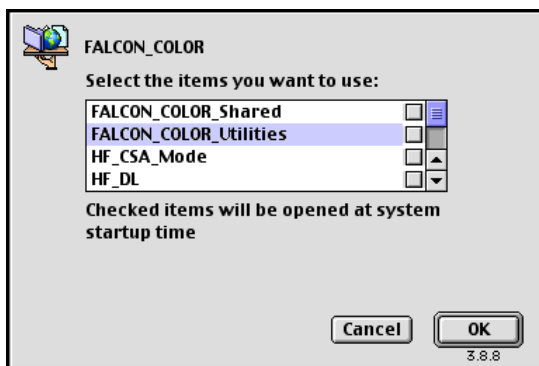 FALCON_COLOR
Select the items you want to use:
FALCON_COLOR_Shared
FALCON_COLOR_Utilities
HF_CSA_Mode
HF_DL
Checked items will be opened at system
startup time
Cancel
OK
3.8.8